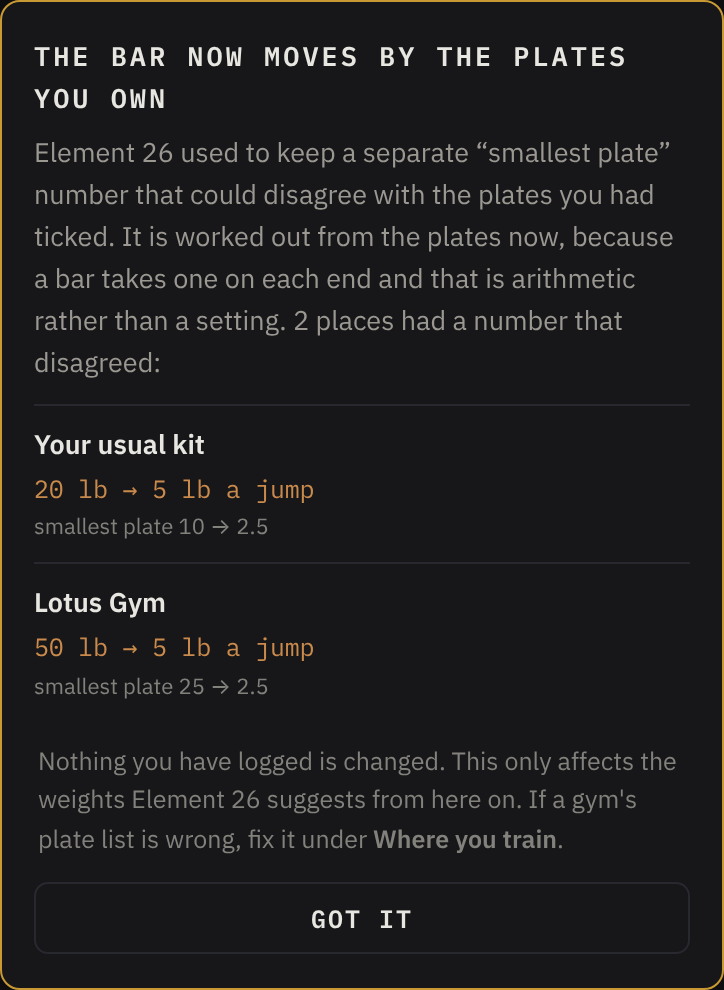 THE BAR NOW MOVES BY THE PLATES
YOU OWN
Element 26 used to keep a separate “smallest plate”
number that could disagree with the plates you had
ticked. It is worked out from the plates now, because
a bar takes one on each end and that is arithmetic
rather than a setting. 2 places had a number that
disagreed:
Your usual kit
20 lb → 5 lb a jump
smallest plate 10 → 2.5
Lotus Gym
50 lb → 5 lb a jump
smallest plate 25 → 2.5
Nothing you have logged is changed. This only affects the
weights Element 26 suggests from here on. If a gym's
plate list is wrong, fix it under Where you train.
GOT IT